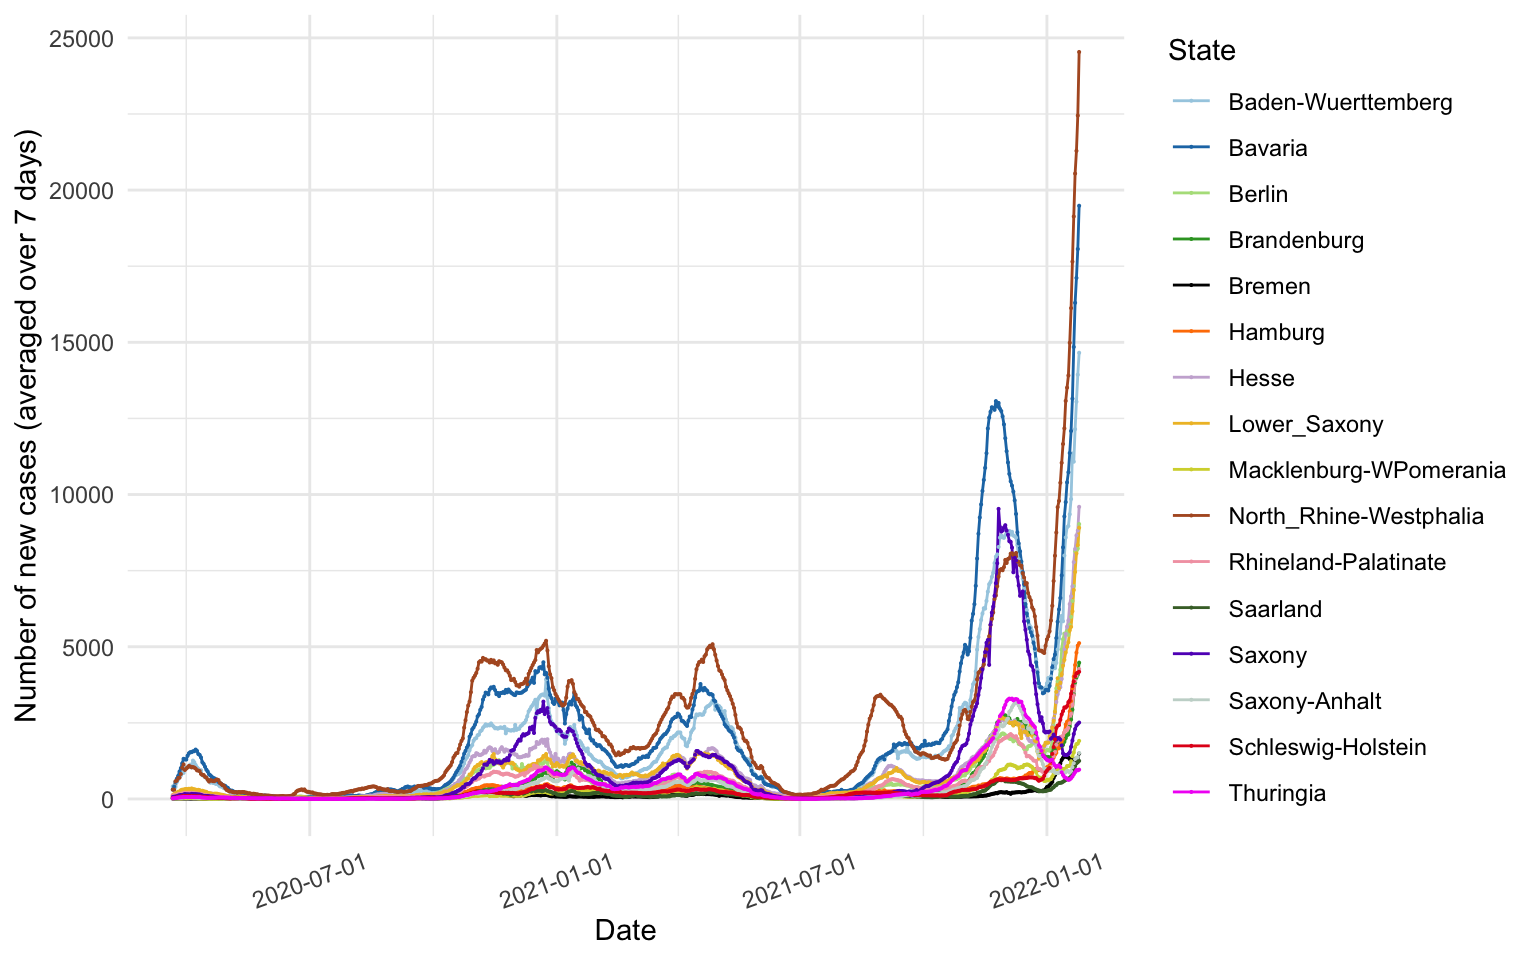 25000
20000
15000
10000
5000
0
Number of new cases (averaged over 7 days)
2020-07-01
2021-01-01
2021-07-01
2022-01-01
Date
State
Baden-Wuerttemberg
Bavaria
Berlin
Brandenburg
Bremen
Hamburg
Hesse
Lower_Saxony
Macklenburg-WPomerania
North_Rhine-Westphalia
Rhineland-Palatinate
Saarland
Saxony
Saxony-Anhalt
Schleswig-Holstein
Thuringia